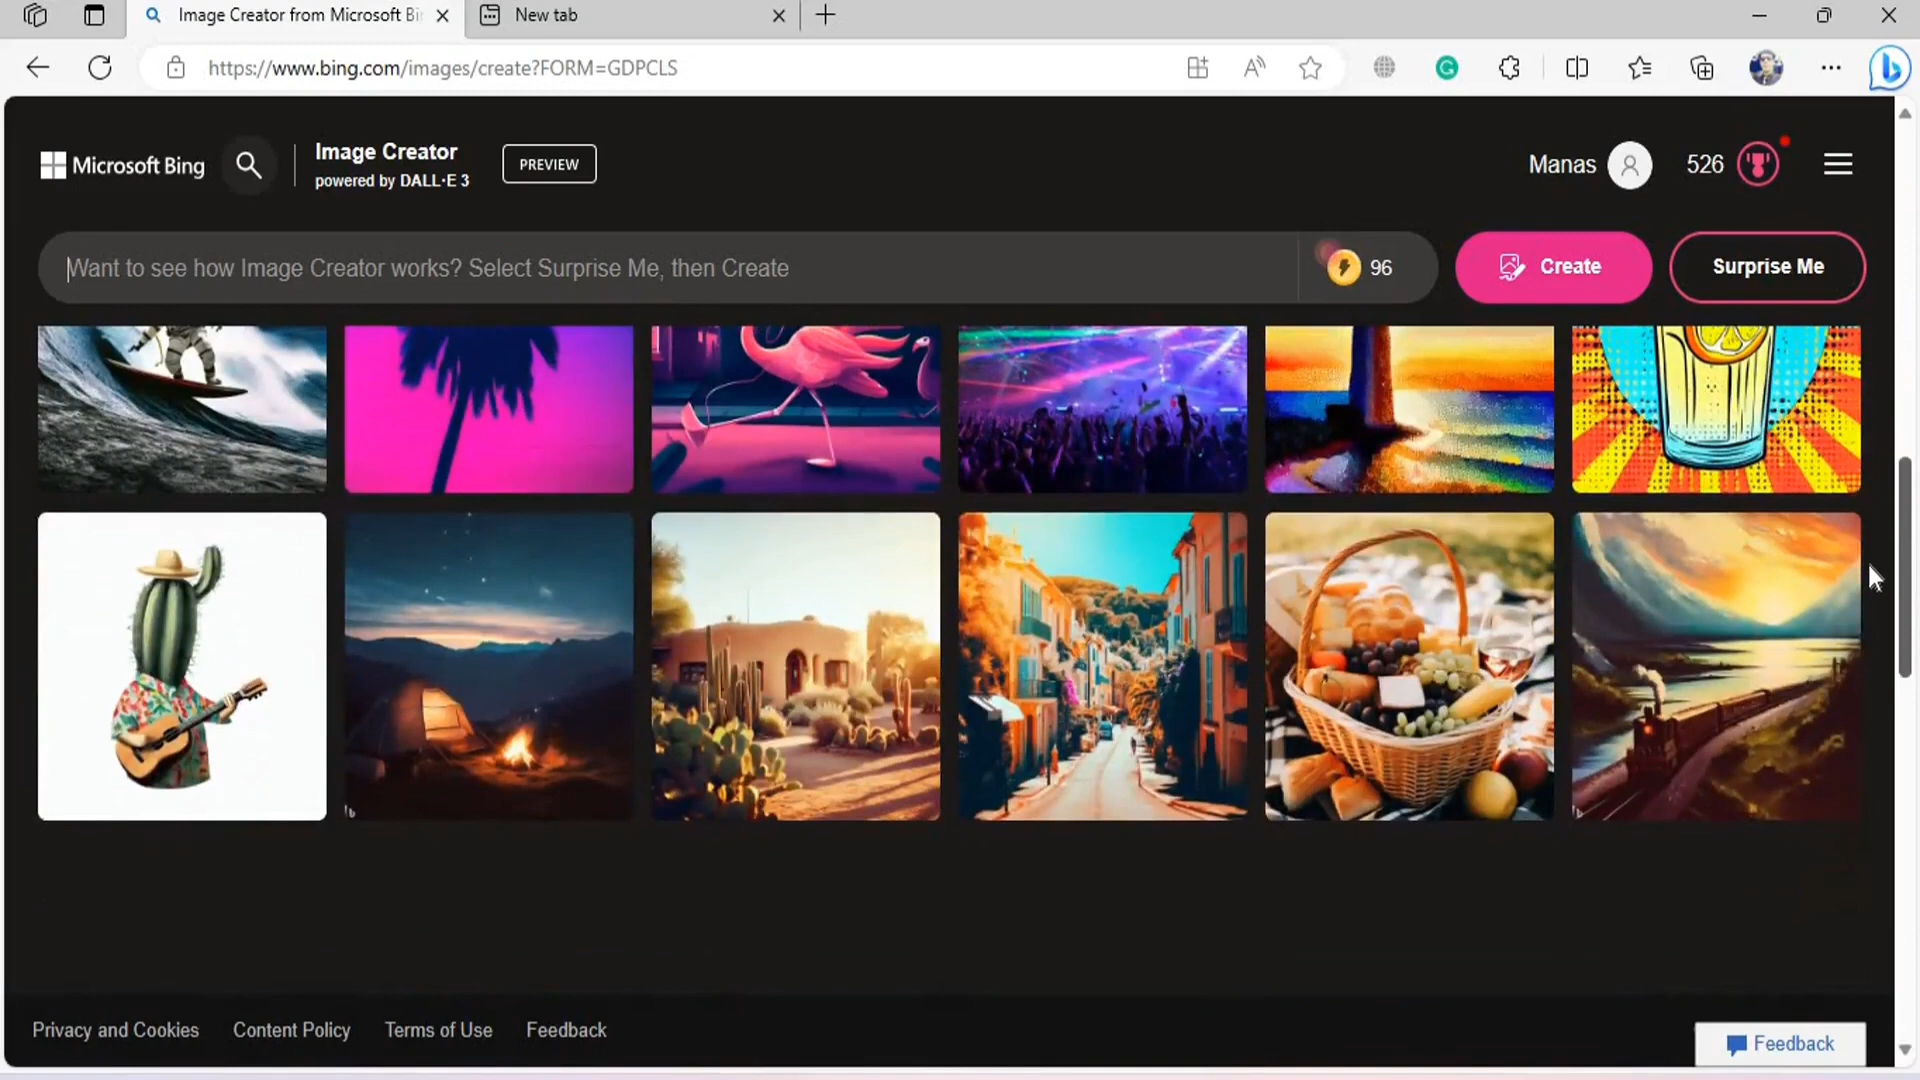 Image Creator from Microsoft Bi
New tab
https://www.bing.com/images/create?FORM=GDPCLS
Microsoft Bing
Image Creator
powered by DALL·E 3
PREVIEW
Manas
526
Want to see how Image Creator works? Select Surprise Me, then Create
96
Create
Surprise Me
Privacy and Cookies
Content Policy
Terms of Use
Feedback
Feedback